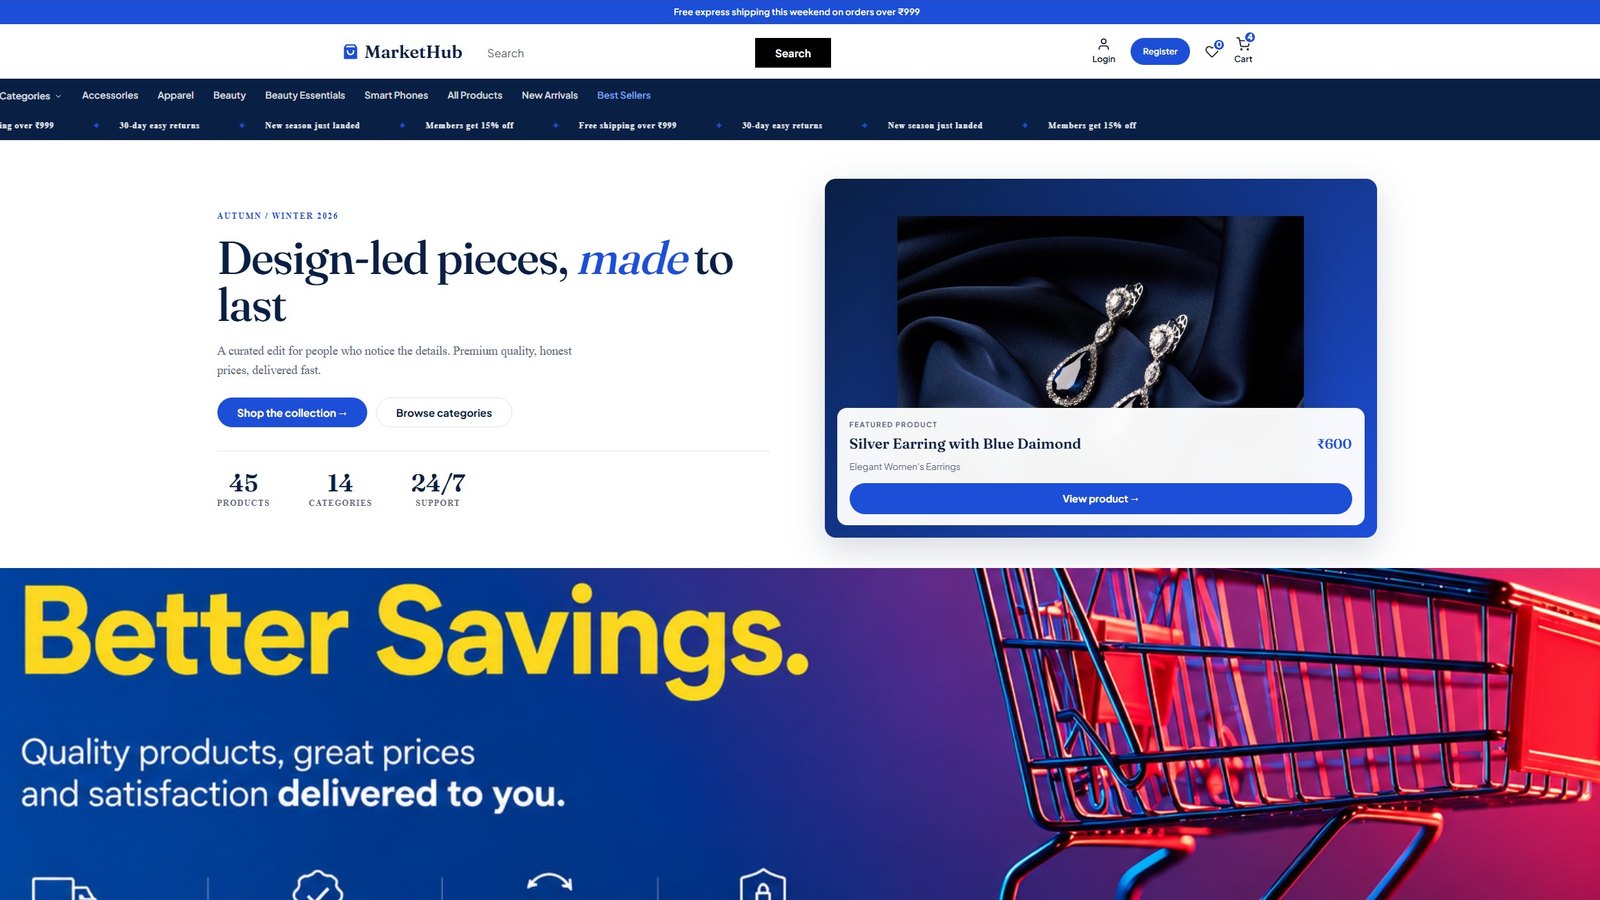 Free express shipping this weekend on orders over ₹999
MarketHub
Search
Search
Login
Register
0
4
Cart
Categories
Accessories
Apparel
Beauty
Beauty Essentials
Smart Phones
All Products
New Arrivals
Best Sellers
ing over ₹999 ✦ 30-day easy returns ✦ New season just landed ✦ Members get 15% off ✦ Free shipping over ₹999 ✦ 30-day easy returns ✦ New season just landed ✦ Members get 15% off
AUTUMN / WINTER 2026
Design-led pieces, made to
last
A curated edit for people who notice the details. Premium quality, honest
prices, delivered fast.
Shop the collection →
Browse categories
45
PRODUCTS
14
CATEGORIES
24/7
SUPPORT
FEATURED PRODUCT
Silver Earring with Blue Daimond
₹600
Elegant Women's Earrings
View product →
Better Savings.
Quality products, great prices
and satisfaction delivered to you.